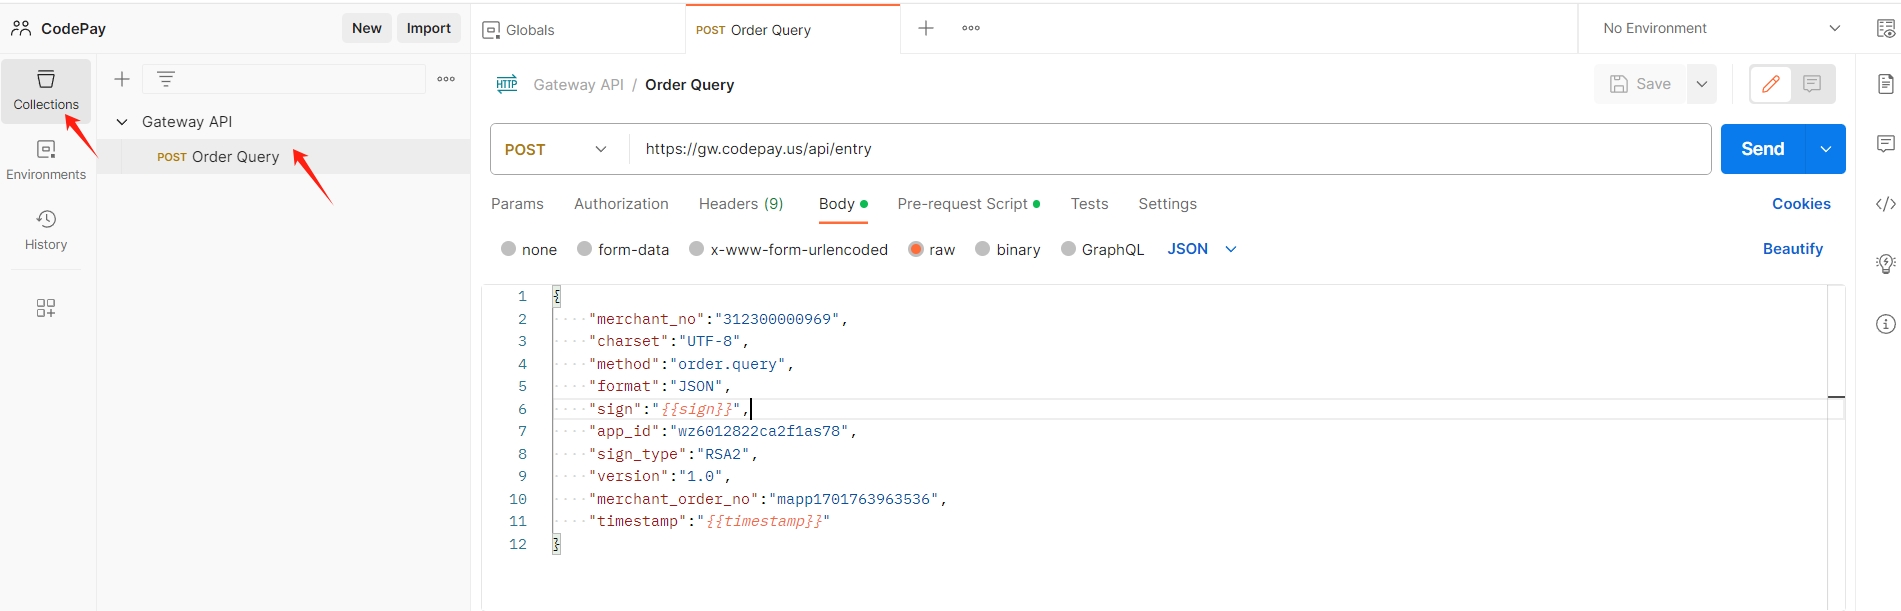 CodePay
New
Import
Globals
POST Order Query
No Environment
Collections
Environments
History
Gateway API
POST Order Query
HTTP
Gateway API / Order Query
Save
POST
https://gw.codepay.us/api/entry
Send
Params
Authorization
Headers (9)
Body
Pre-request Script
Tests
Settings
Cookies
none
form-data
x-www-form-urlencoded
raw
binary
GraphQL
JSON
Beautify
1 {
2 "merchant_no":"312300000969",
3 "charset":"UTF-8",
4 "method":"order.query",
5 "format":"JSON",
6 "sign":"{{sign}}",
7 "app_id":"wz6012822ca2f1as78",
8 "sign_type":"RSA2",
9 "version":"1.0",
10 "merchant_order_no":"mapp1701763963536",
11 "timestamp":"{{timestamp}}"
12 }